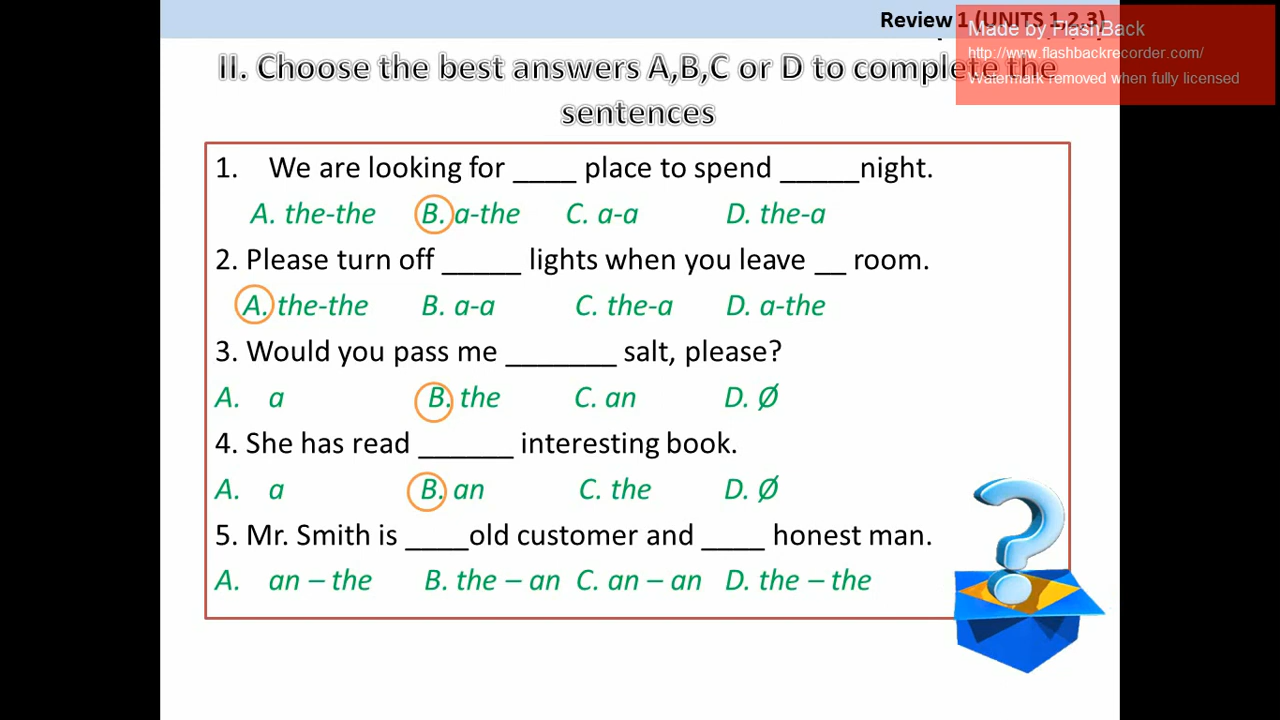 Review 1 (UNITS 1,2,3)
Made by FlashBack
http://www.flashbackrecorder.com/
Watermark removed when fully licensed
II. Choose the best answers A,B,C or D to complete the
sentences
1. We are looking for ____ place to spend _____night.
A. the-the B. a-the C. a-a D. the-a
2. Please turn off _____ lights when you leave __ room.
A. the-the B. a-a C. the-a D. a-the
3. Would you pass me _______ salt, please?
A. a B. the C. an D. Ø
4. She has read ______ interesting book.
A. a B. an C. the D. Ø
5. Mr. Smith is ____old customer and ____ honest man.
A. an – the B. the – an C. an – an D. the – the